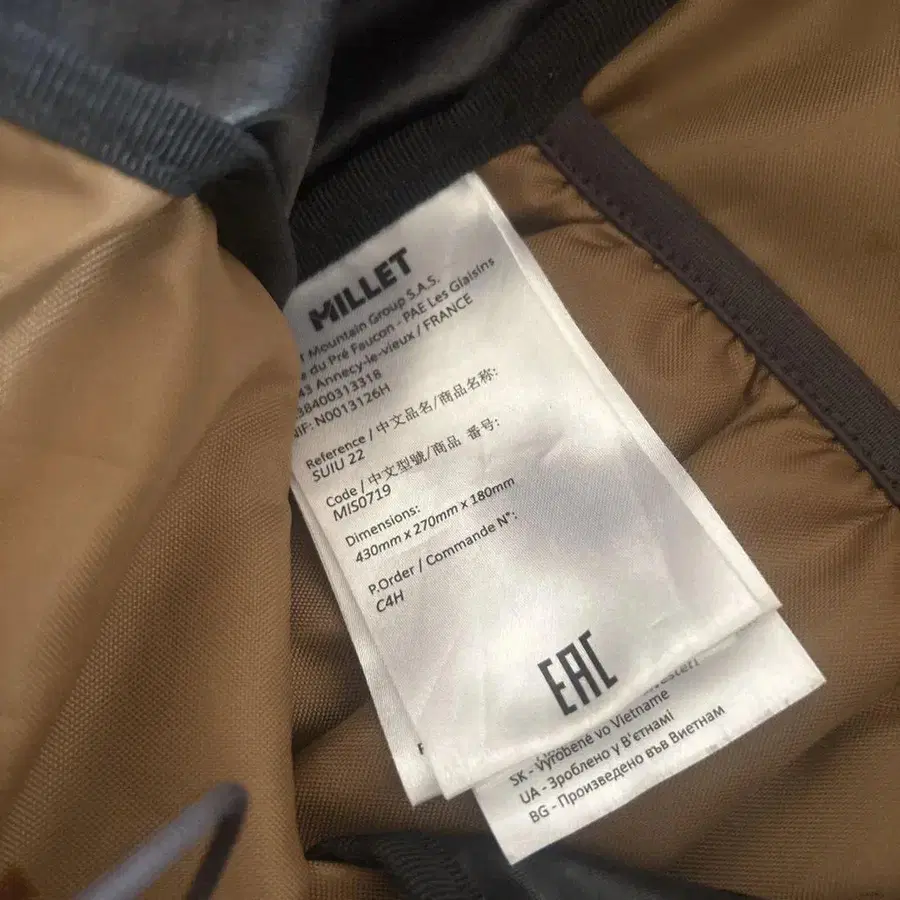 MILLET
Mountain Group S.A.S.
du Pré Faucon - PAE Les Glaisins
Annecy-le-vieux / FRANCE
38400313318
N0013126H
Reference / 中文品名/商品名称:
SUIU 22
Code / 中文型號/商品 番号:
MIS0719
Dimensions:
430mm x 270mm x 180mm
P.Order / Commande N°:
C4H
EAC
SK - Vyrobené vo Vietname
UA - Зроблено у В'єтнамі
BG - Произведено във Виетнам